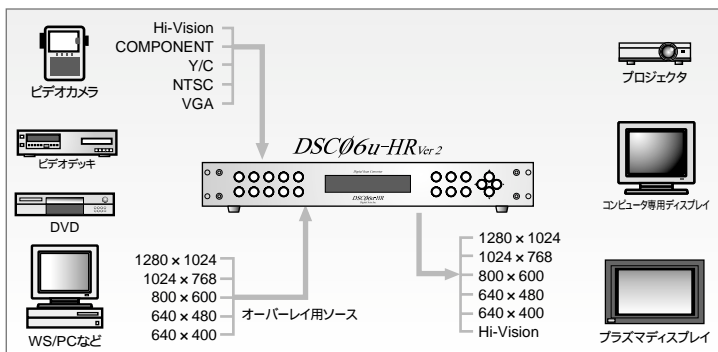 Hi-Vision
COMPONENT
Y/C
NTSC
VGA
ビデオカメラ
ビデオデッキ
DVD
WS/PCなど
DSC06u-HR Ver 2
DSC06u-HR
1280 × 1024
1024 × 768
800 × 600
640 × 480
640 × 400
オーバーレイ用ソース
1280 × 1024
1024 × 768
800 × 600
640 × 480
640 × 400
Hi-Vision
プロジェクタ
コンピュータ専用ディスプレイ
プラズマディスプレイ